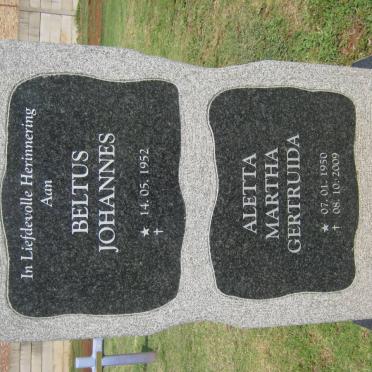 In Liefdevolle Herinnering
Aan
BELTUS
JOHANNES
★ 14. 05. 1952
✝
ALETTA
MARTHA
GERTRUIDA
★ 07. 01. 1950
✝ 08. 10. 2009